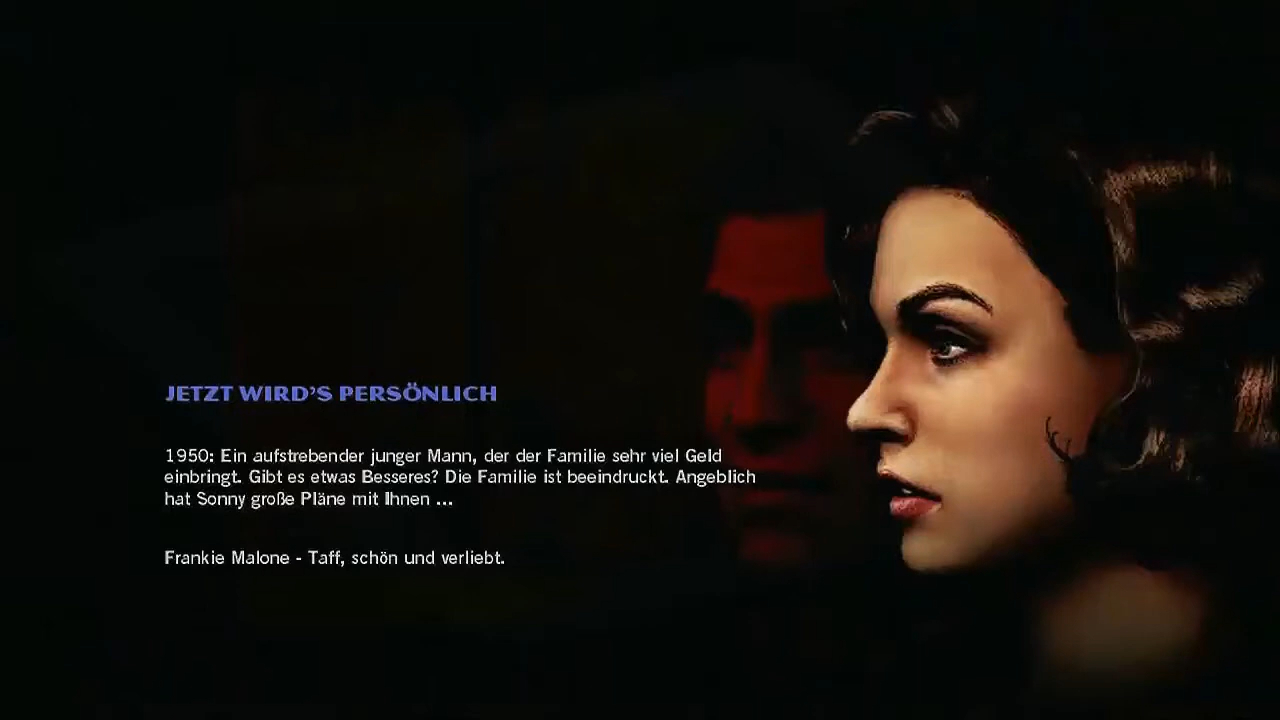 JETZT WIRD'S PERSÖNLICH
1950: Ein aufstrebender junger Mann, der der Familie sehr viel Geld
einbringt. Gibt es etwas Besseres? Die Familie ist beeindruckt. Angeblich
hat Sonny große Pläne mit Ihnen ...
Frankie Malone - Taff, schön und verliebt.